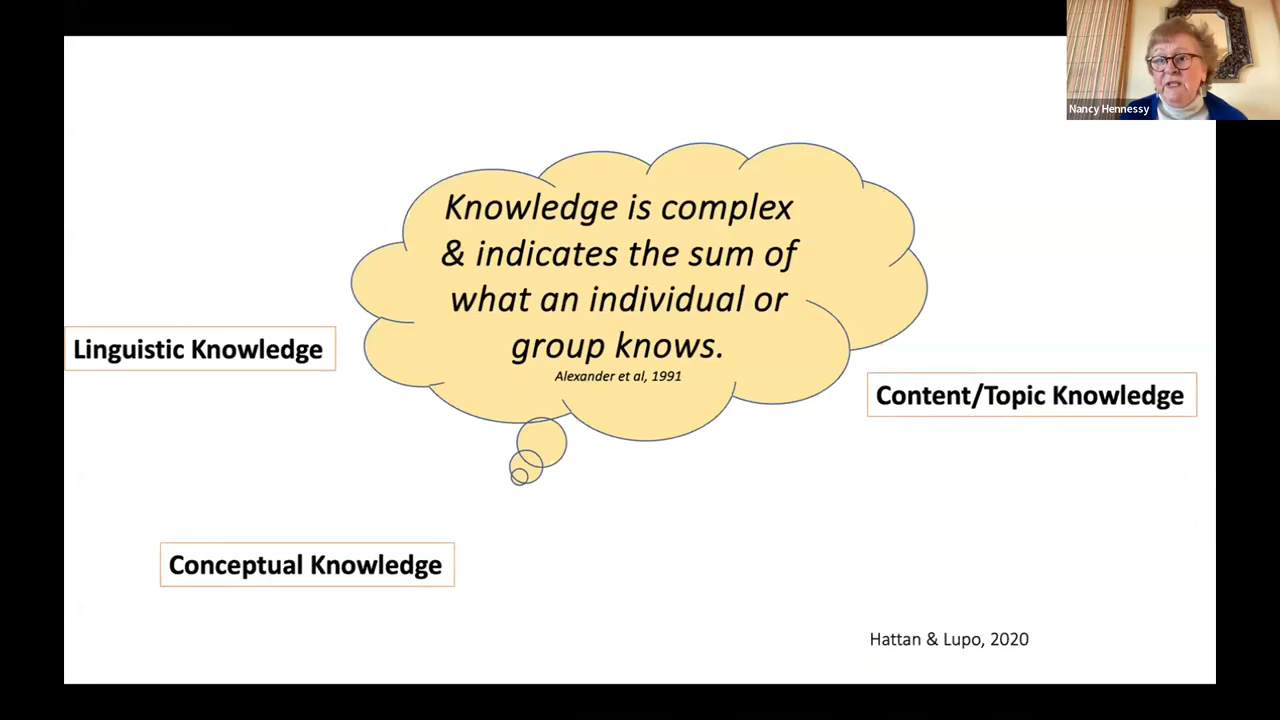 Nancy Hennessy
Knowledge is complex
& indicates the sum of
what an individual or
group knows.
Alexander et al, 1991
Linguistic Knowledge
Content/Topic Knowledge
Conceptual Knowledge
Hattan & Lupo, 2020